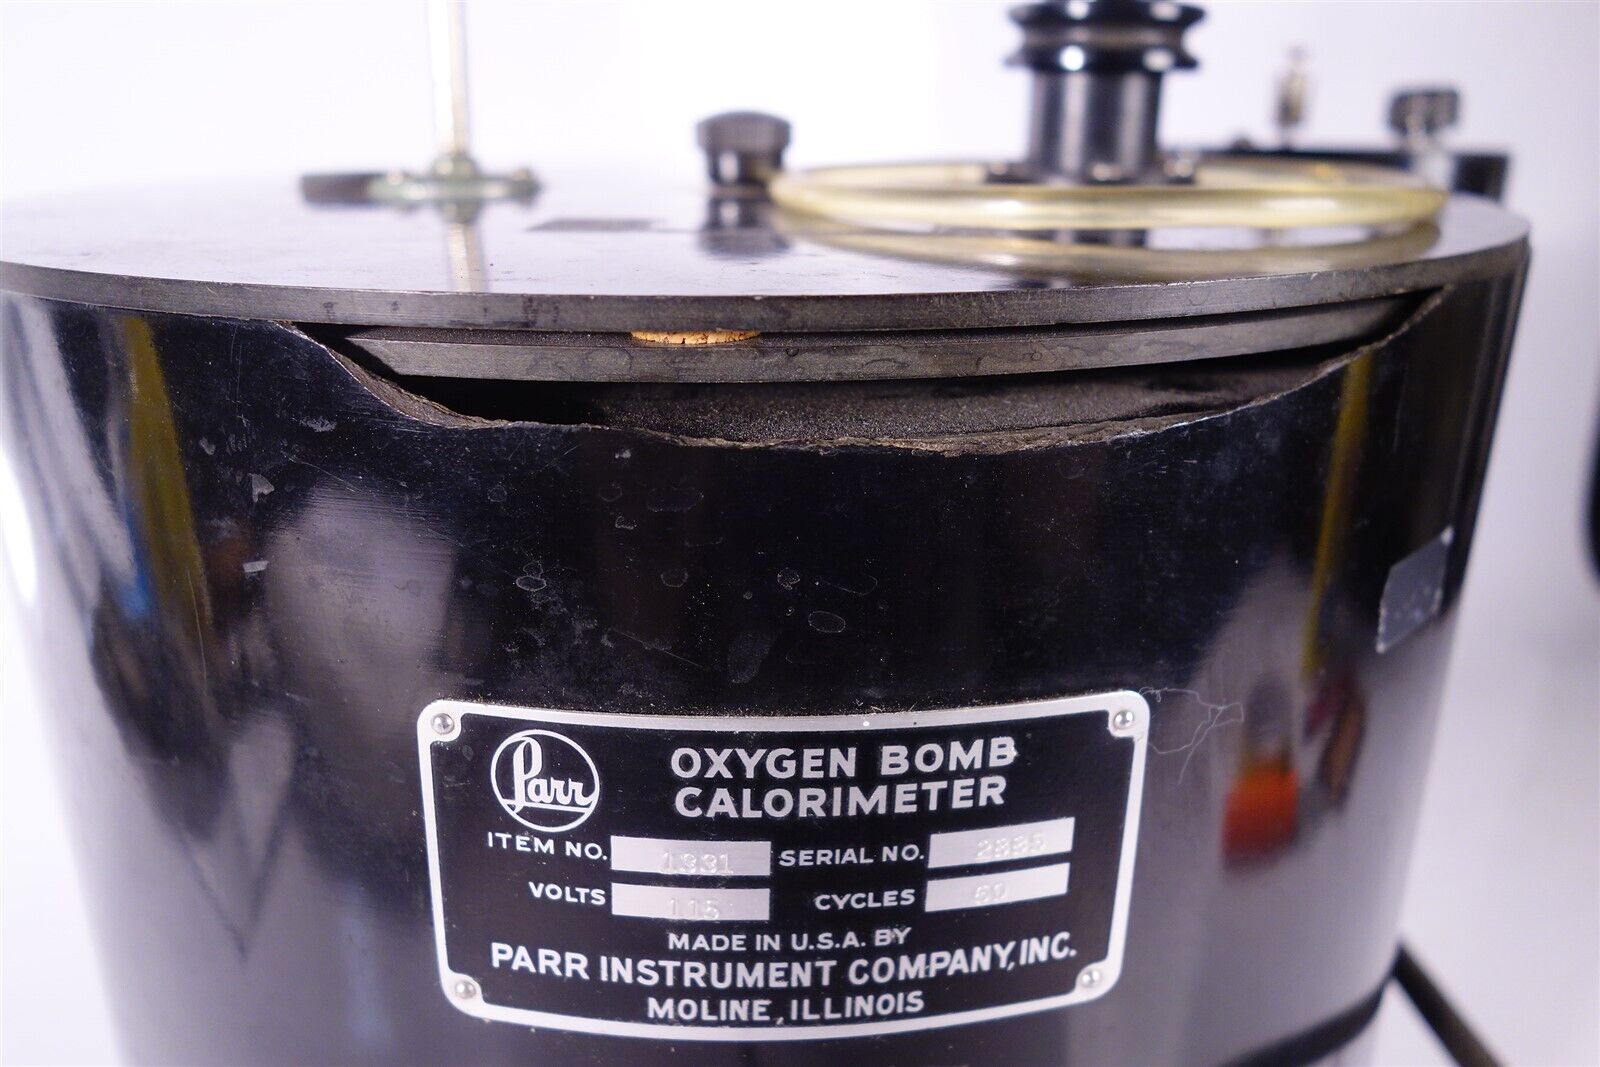 Parr
OXYGEN BOMB
CALORIMETER
ITEM NO. 1331 SERIAL NO.
VOLTS 115 CYCLES 60
MADE IN U.S.A. BY
PARR INSTRUMENT COMPANY, INC.
MOLINE, ILLINOIS